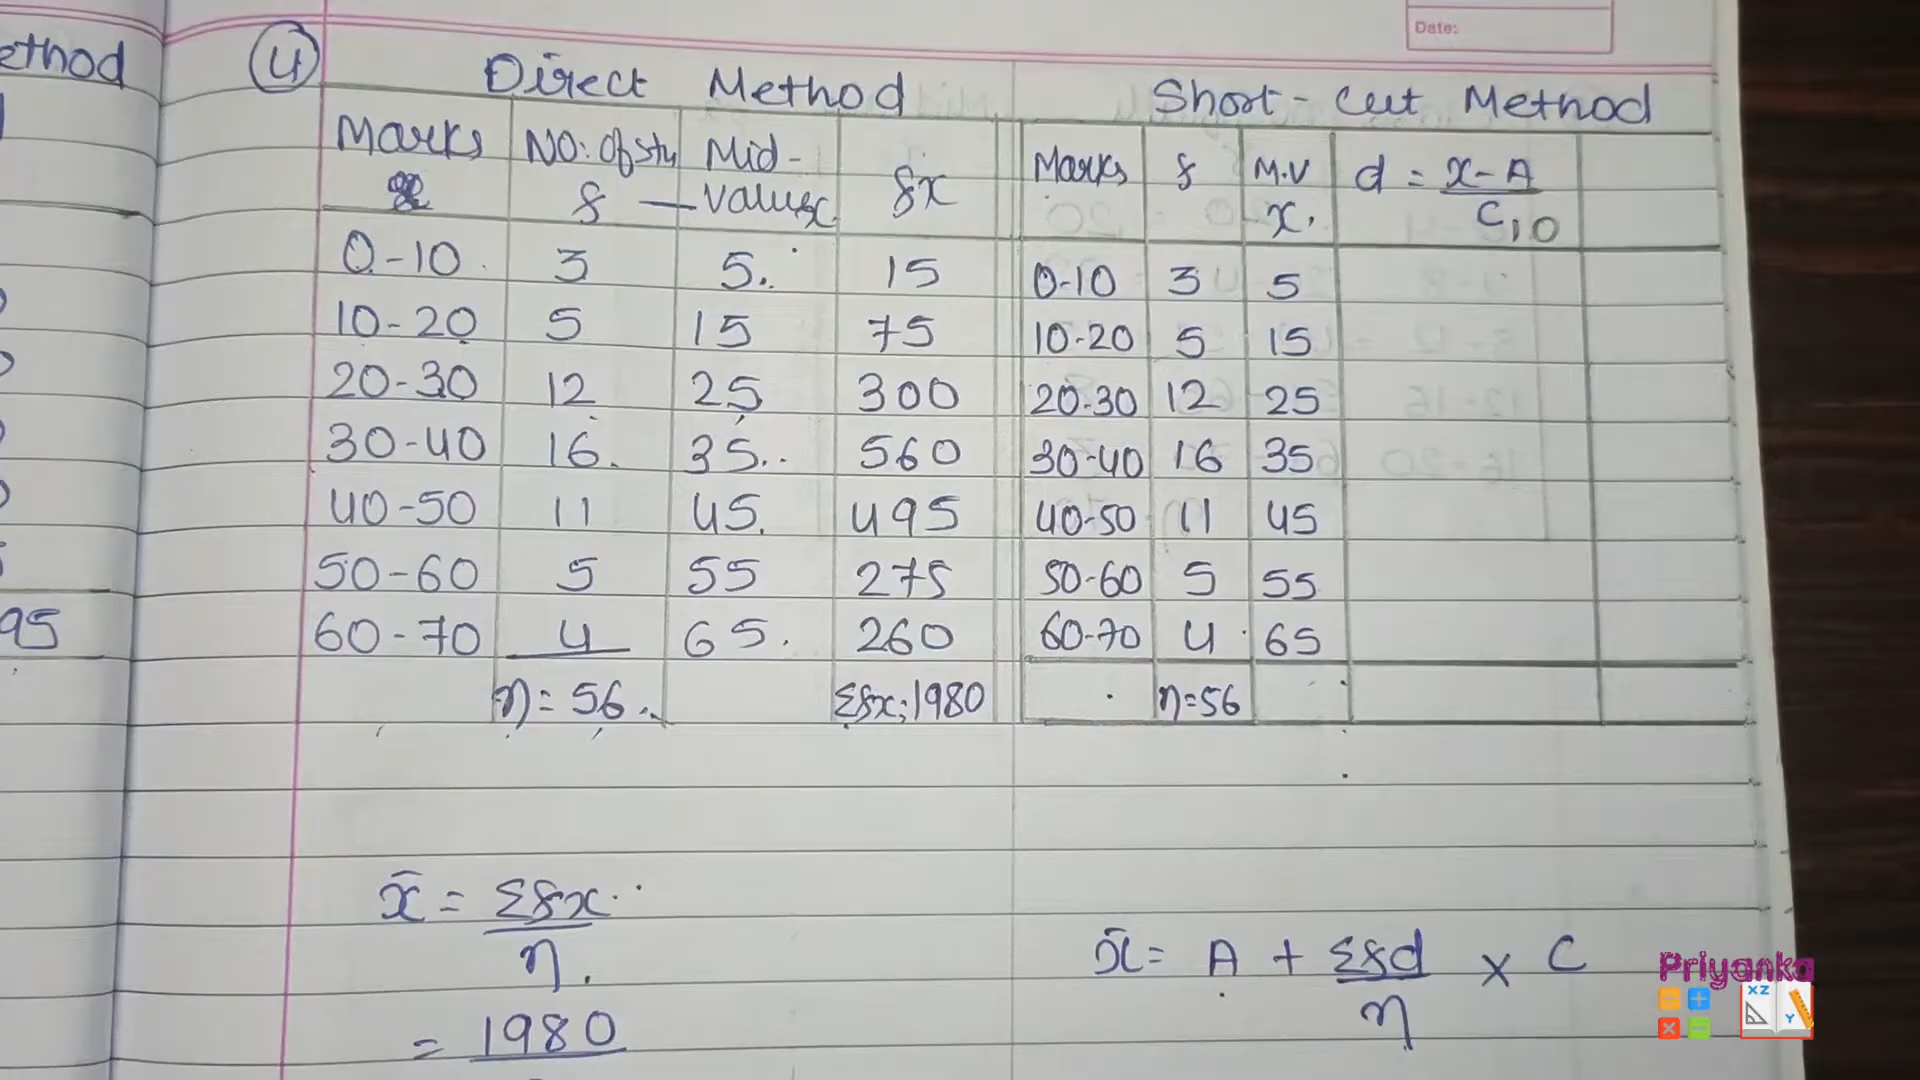 ethod
95
Date:
4 Direct Method
Marks No: Of stu Mid-
f — Values x fx
0-10 3 5 15
10-20 5 15 75
20-30 12 25 300
30-40 16 35 560
40-50 11 45 495
50-60 5 55 275
60-70 4 65 260
n = 56 Σfx = 1980
x̄ = Σfx
n
= 1980
Short-cut Method
Marks f M.V d = x-A
x C, 10
0-10 3 5
10-20 5 15
20-30 12 25
30-40 16 35
40-50 11 45
50-60 5 55
60-70 4 65
n=56
x̄ = A + Σfd × C
n
Priyanka
XZ
Y